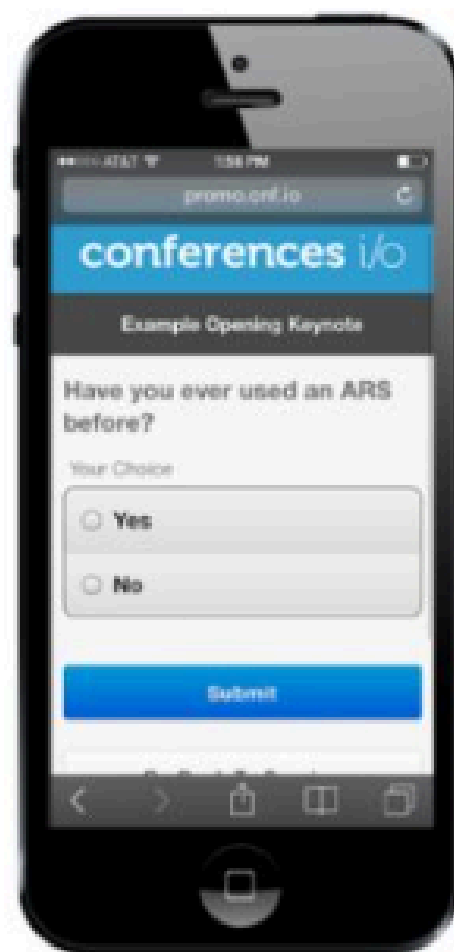 AT&T 1:56 PM
promo.cnf.io
conferences i/o
Example Opening Keynote
Have you ever used an ARS
before?
Your Choice
Yes
No
Submit